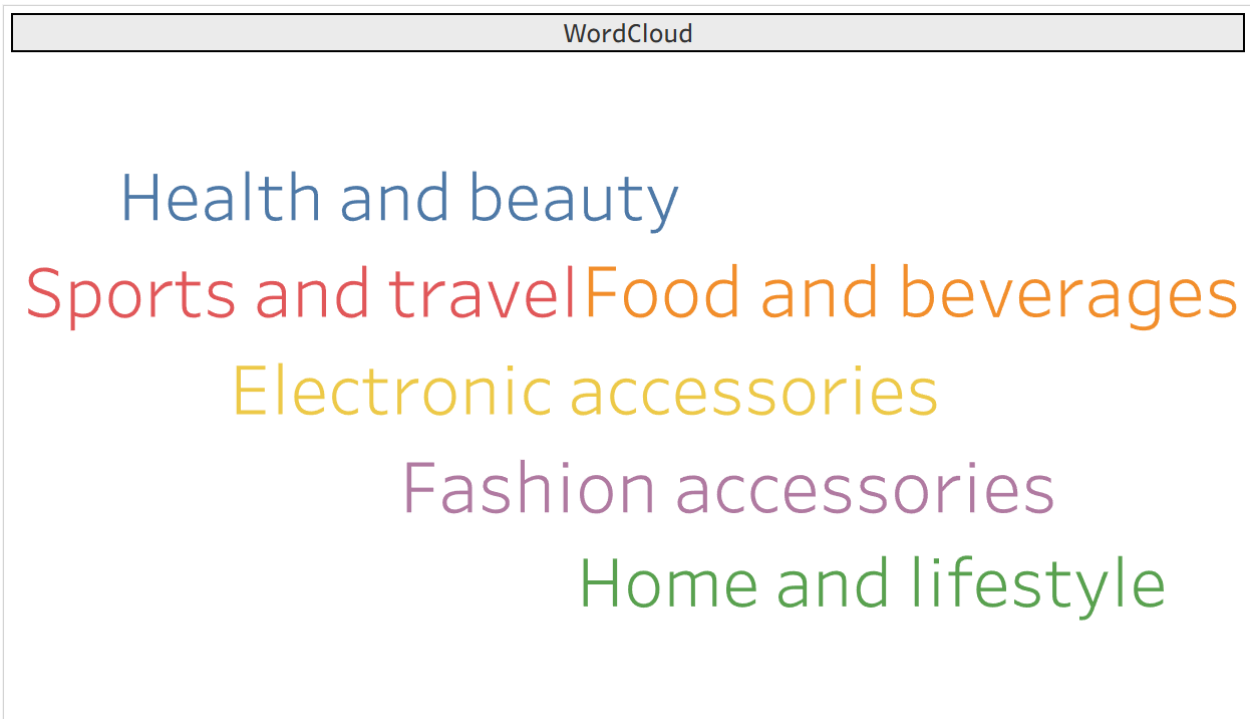 WordCloud
Health and beauty
Sports and travel Food and beverages
Electronic accessories
Fashion accessories
Home and lifestyle